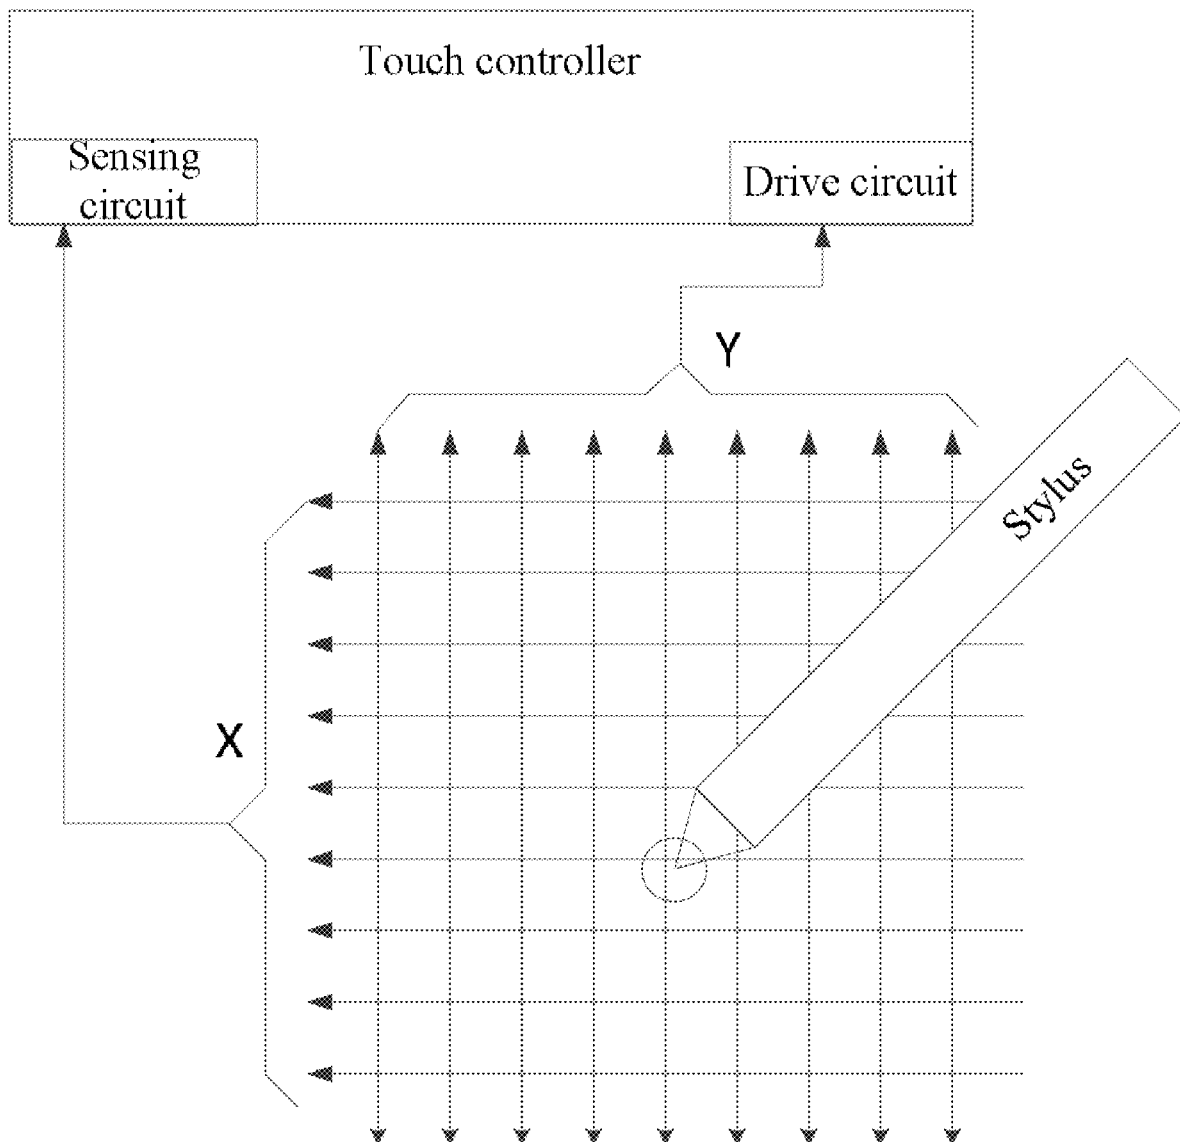 Touch controller
Sensing
circuit
Drive circuit
Y
Stylus
X